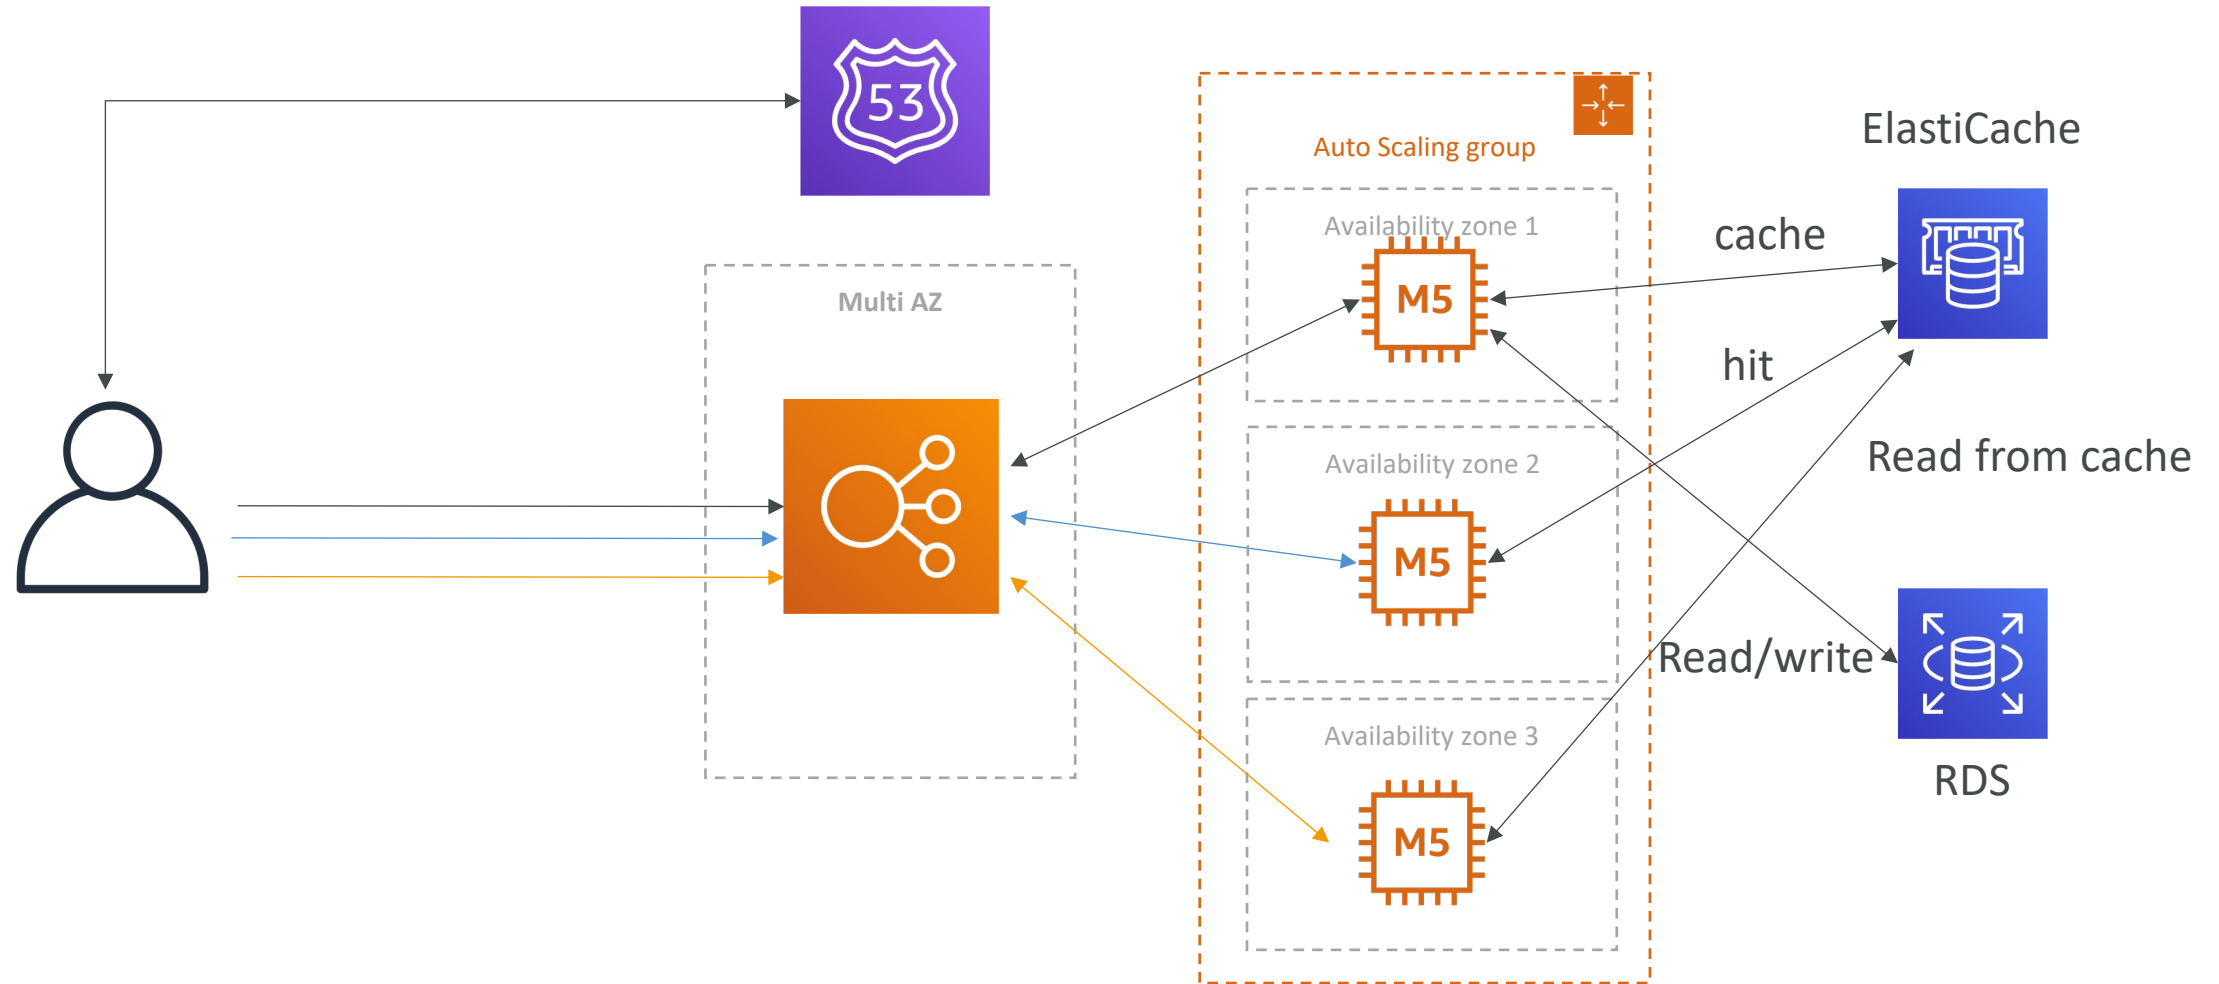 53
Auto Scaling group
ElastiCache
Availability zone 1
cache
Multi AZ
M5
hit
Availability zone 2
Read from cache
M5
Read/write
Availability zone 3
RDS
M5